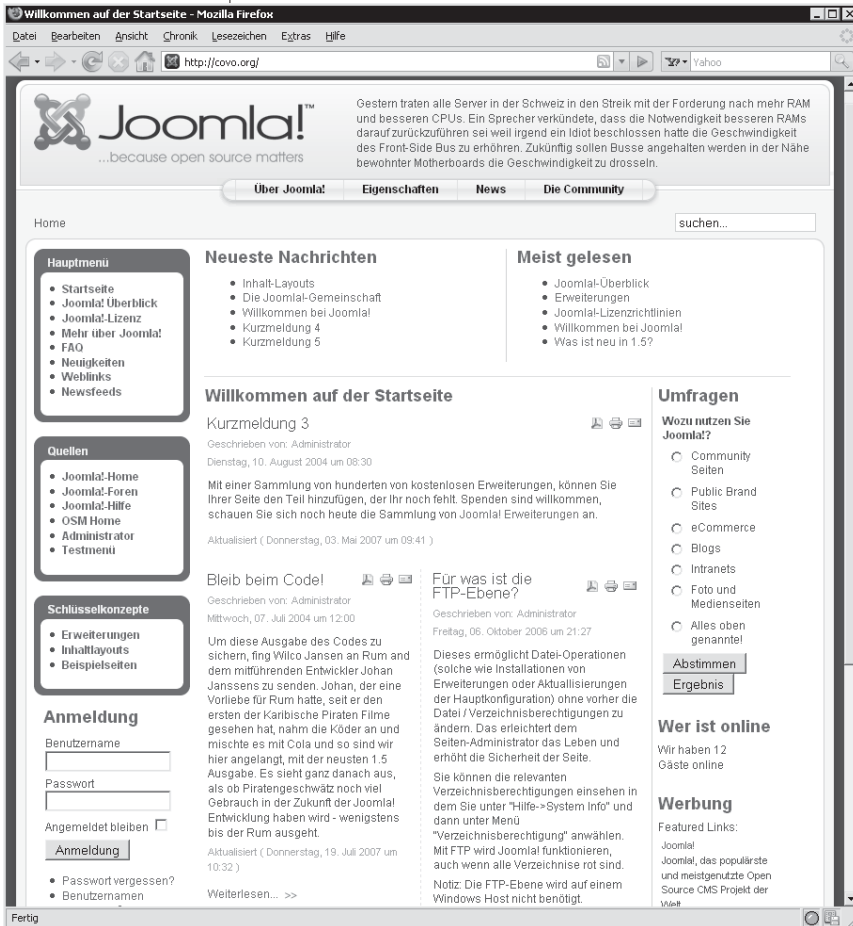 Willkommen auf der Startseite - Mozilla Firefox
Datei Bearbeiten Ansicht Chronik Lesezeichen Extras Hilfe
http://covo.org/
Yahoo
Joomla!™
...because open source matters
Gestern traten alle Server in der Schweiz in den Streik mit der Forderung nach mehr RAM
und besseren CPUs. Ein Sprecher verkündete, dass die Notwendigkeit besseren RAMs
darauf zurückzuführen sei weil irgend ein Idiot beschlossen hatte die Geschwindigkeit
des Front-Side Bus zu erhöhren. Zukünftig sollen Busse angehalten werden in der Nähe
bewohnter Motherboards die Geschwindigkeit zu drosseln.
Über Joomla! Eigenschaften News Die Community
Home
suchen...
Hauptmenü
Startseite
Joomla! Überblick
Joomla!-Lizenz
Mehr über Joomla!
FAQ
Neuigkeiten
Weblinks
Newsfeeds
Quellen
Joomla!-Home
Joomla!-Foren
Joomla!-Hilfe
OSM Home
Administrator
Testmenü
Schlüsselkonzepte
Erweiterungen
Inhaltlayouts
Beispielseiten
Anmeldung
Benutzername
Passwort
Angemeldet bleiben
Anmeldung
Passwort vergessen?
Benutzernamen
Neueste Nachrichten
Inhalt-Layouts
Die Joomla!-Gemeinschaft
Willkommen bei Joomla!
Kurzmeldung 4
Kurzmeldung 5
Meist gelesen
Joomla!-Überblick
Erweiterungen
Joomla!-Lizenzrichtlinien
Willkommen bei Joomla!
Was ist neu in 1.5?
Willkommen auf der Startseite
Kurzmeldung 3
Geschrieben von: Administrator
Dienstag, 10. August 2004 um 08:30
Mit einer Sammlung von hunderten von kostenlosen Erweiterungen, können Sie
Ihrer Seite den Teil hinzufügen, der Ihr noch fehlt. Spenden sind willkommen,
schauen Sie sich noch heute die Sammlung von Joomla! Erweiterungen an.
Aktualisiert ( Donnerstag, 03. Mai 2007 um 09:41 )
Bleib beim Code!
Geschrieben von: Administrator
Mittwoch, 07. Juli 2004 um 12:00
Um diese Ausgabe des Codes zu
sichern, fing Wilco Jansen an Rum and
dem mitführenden Entwickler Johan
Janssens zu senden. Johan, der eine
Vorliebe für Rum hatte, seit er den
ersten der Karibische Piraten Filme
gesehen hat, nahm die Köder an und
mischte es mit Cola und so sind wir
hier angelangt, mit der neusten 1.5
Ausgabe. Es sieht ganz danach aus,
als ob Piratengeschwätz noch viel
Gebrauch in der Zukunft der Joomla!
Entwicklung haben wird - wenigstens
bis der Rum ausgeht.
Aktualisiert ( Donnerstag, 19. Juli 2007 um
10:32 )
Weiterlesen... >>
Für was ist die
FTP-Ebene?
Geschrieben von: Administrator
Freitag, 06. Oktober 2006 um 21:27
Dieses ermöglicht Datei-Operationen
(solche wie Installationen von
Erweiterungen oder Aktuallisierungen
der Hauptkonfiguration) ohne vorher die
Datei / Verzeichnisberechtigungen zu
ändern. Das erleichtert dem
Seiten-Administrator das Leben und
erhöht die Sicherheit der Seite.
Sie können die relevanten
Verzeichnisberechtigungen einsehen in
dem Sie unter "Hilfe->System Info" und
dann unter Menü
"Verzeichnisberechtigung" anwählen.
Mit FTP wird Joomla! funktionieren,
auch wenn alle Verzeichnise rot sind.
Notiz: Die FTP-Ebene wird auf einem
Windows Host nicht benötigt.
Umfragen
Wozu nutzen Sie
Joomla!?
Community
Seiten
Public Brand
Sites
eCommerce
Blogs
Intranets
Foto und
Medienseiten
Alles oben
genannte!
Abstimmen
Ergebnis
Wer ist online
Wir haben 12
Gäste online
Werbung
Featured Links:
Joomla!
Joomla!, das populärste
und meistgenutzte Open
Source CMS Projekt der
Welt
Fertig